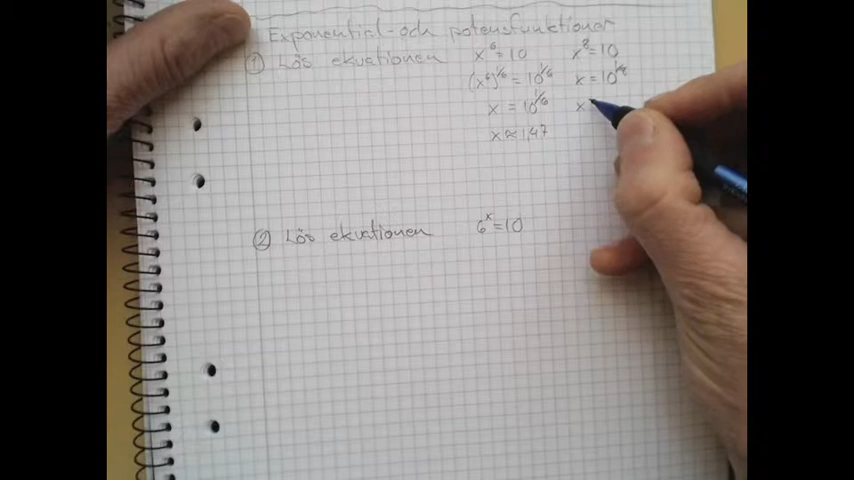 Exponential- och potensfunktioner
① Lös ekvationen x⁶ = 10 x⁸ = 10
(x⁶)^1/6 = 10^1/6 x = 10^1/8
x = 10^1/6 x
x ≈ 1,47
② Lös ekvationen 6^x = 10